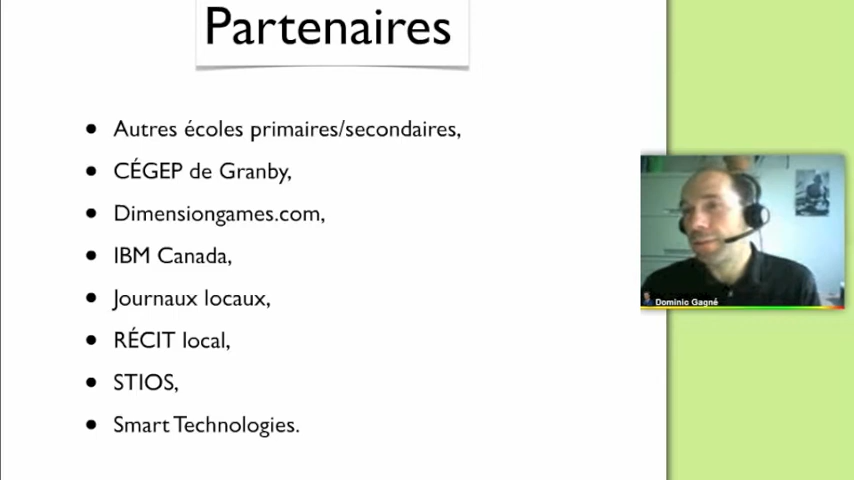 Partenaires
• Autres écoles primaires/secondaires,
• CÉGEP de Granby,
• Dimensiongames.com,
• IBM Canada,
• Journaux locaux,
• RÉCIT local,
• STIOS,
• Smart Technologies.
Dominic Gagné